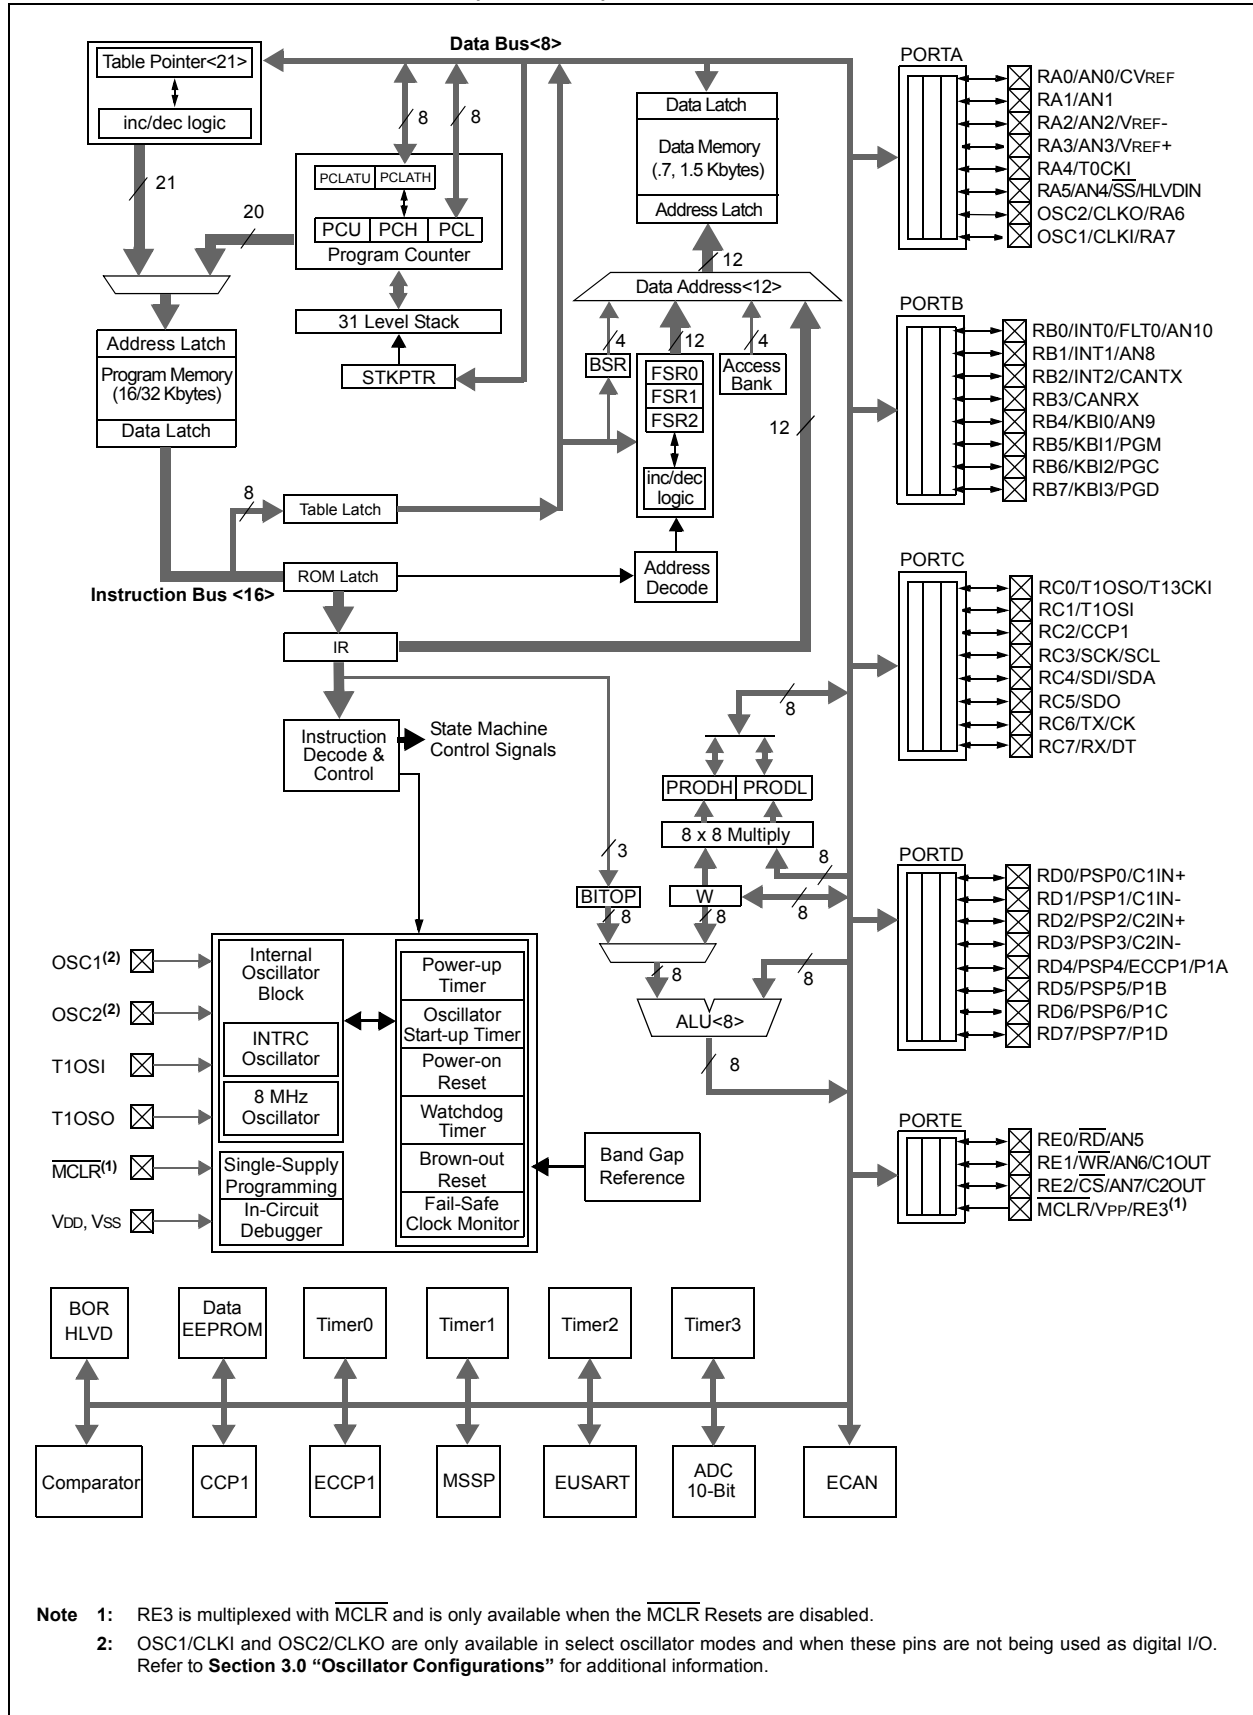 Data Bus<8>
Table Pointer<21>
inc/dec logic
21
20
8
8
PCLATU PCLATH
PCU PCH PCL
Program Counter
31 Level Stack
STKPTR
Address Latch
Program Memory
(16/32 Kbytes)
Data Latch
8
Table Latch
ROM Latch
Instruction Bus <16>
IR
Data Latch
Data Memory
(.7, 1.5 Kbytes)
Address Latch
12
Data Address<12>
4
12
4
BSR
FSR0
FSR1
FSR2
Access
Bank
12
inc/dec
logic
Address
Decode
Instruction
Decode &
Control
State Machine
Control Signals
8
PRODH PRODL
8 x 8 Multiply
3
8
BITOP
W
8
8
8
8
8
ALU<8>
8
OSC1(2)
OSC2(2)
T1OSI
T1OSO
MCLR(1)
VDD, VSS
Internal
Oscillator
Block
INTRC
Oscillator
8 MHz
Oscillator
Single-Supply
Programming
In-Circuit
Debugger
Power-up
Timer
Oscillator
Start-up Timer
Power-on
Reset
Watchdog
Timer
Brown-out
Reset
Fail-Safe
Clock Monitor
Band Gap
Reference
PORTA
RA0/AN0/CVREF
RA1/AN1
RA2/AN2/VREF-
RA3/AN3/VREF+
RA4/T0CKI
RA5/AN4/SS/HLVDIN
OSC2/CLKO/RA6
OSC1/CLKI/RA7
PORTB
RB0/INT0/FLT0/AN10
RB1/INT1/AN8
RB2/INT2/CANTX
RB3/CANRX
RB4/KBI0/AN9
RB5/KBI1/PGM
RB6/KBI2/PGC
RB7/KBI3/PGD
PORTC
RC0/T1OSO/T13CKI
RC1/T1OSI
RC2/CCP1
RC3/SCK/SCL
RC4/SDI/SDA
RC5/SDO
RC6/TX/CK
RC7/RX/DT
PORTD
RD0/PSP0/C1IN+
RD1/PSP1/C1IN-
RD2/PSP2/C2IN+
RD3/PSP3/C2IN-
RD4/PSP4/ECCP1/P1A
RD5/PSP5/P1B
RD6/PSP6/P1C
RD7/PSP7/P1D
PORTE
RE0/RD/AN5
RE1/WR/AN6/C1OUT
RE2/CS/AN7/C2OUT
MCLR/VPP/RE3(1)
BOR
HLVD
Data
EEPROM
Timer0
Timer1
Timer2
Timer3
Comparator
CCP1
ECCP1
MSSP
EUSART
ADC
10-Bit
ECAN
Note 1: RE3 is multiplexed with MCLR and is only available when the MCLR Resets are disabled.
2: OSC1/CLKI and OSC2/CLKO are only available in select oscillator modes and when these pins are not being used as digital I/O.
Refer to Section 3.0 “Oscillator Configurations” for additional information.